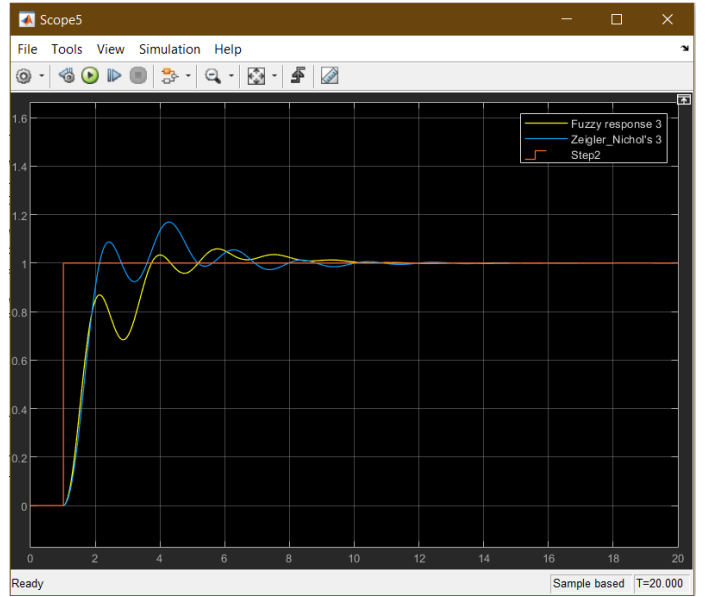 Scope5
File Tools View Simulation Help
Fuzzy response 3
Zeigler_Nichol's 3
Step2
1.6
1.4
1.2
1
0.8
0.6
0.4
0.2
0
0 2 4 6 8 10 12 14 16 18 20
Ready Sample based T=20.000